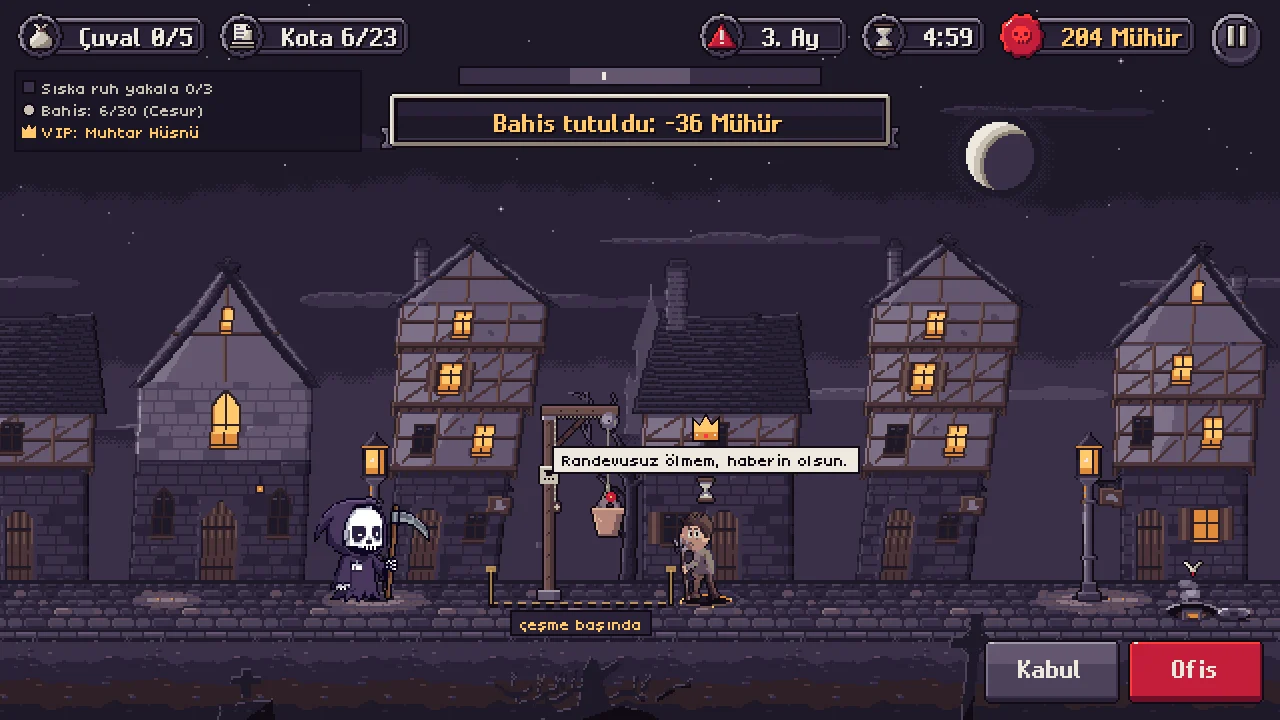 Çuval 0/5
Kota 6/23
3. Ay
4:59
204 Mühür
Sıska ruh yakala 0/3
Bahis: 6/30 (Cesur)
VIP: Muhtar Hüsnü
Bahis tutuldu: -36 Mühür
Randevusuz ölmem, haberin olsun.
çeşme başında
Kabul
Ofis